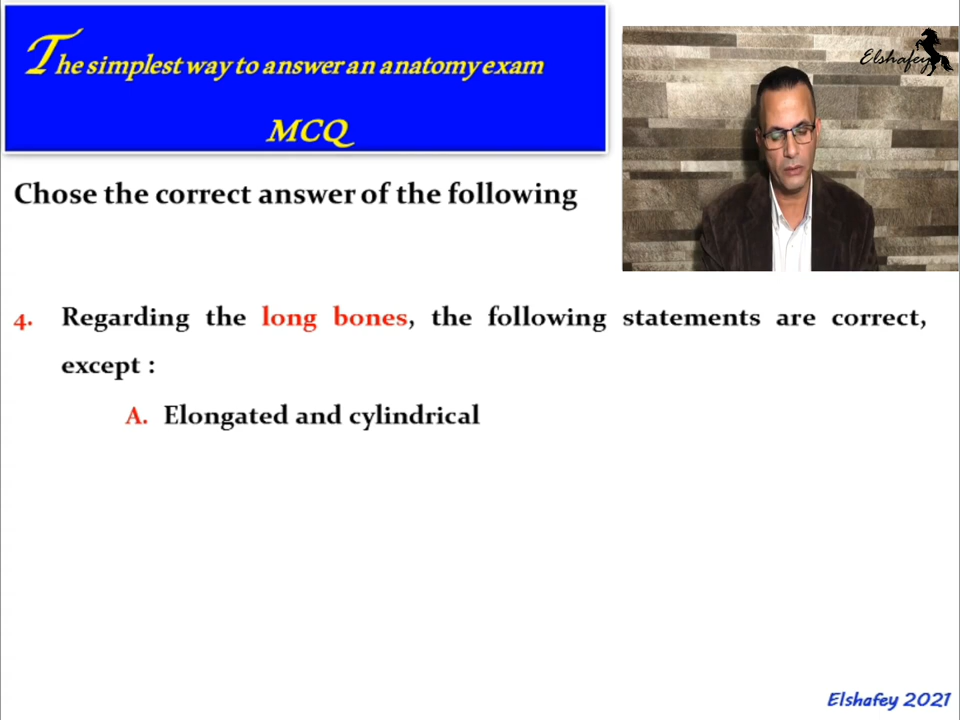 The simplest way to answer an anatomy exam
MCQ
Elshafey
Chose the correct answer of the following
4. Regarding the long bones, the following statements are correct,
except :
A. Elongated and cylindrical
Elshafey 2021